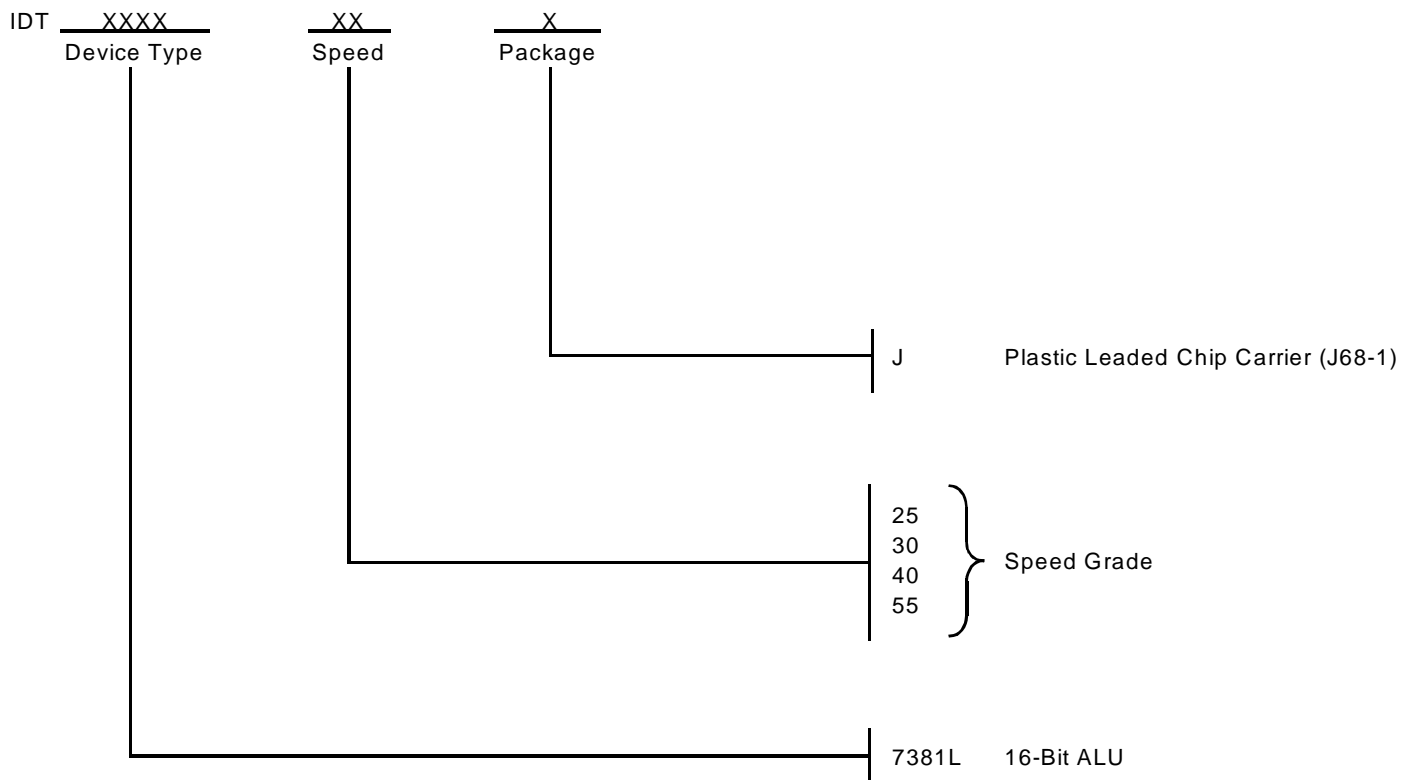 IDT XXXX XX X
Device Type Speed Package
J Plastic Leaded Chip Carrier (J68-1)
25
30
40
55
Speed Grade
7381L 16-Bit ALU